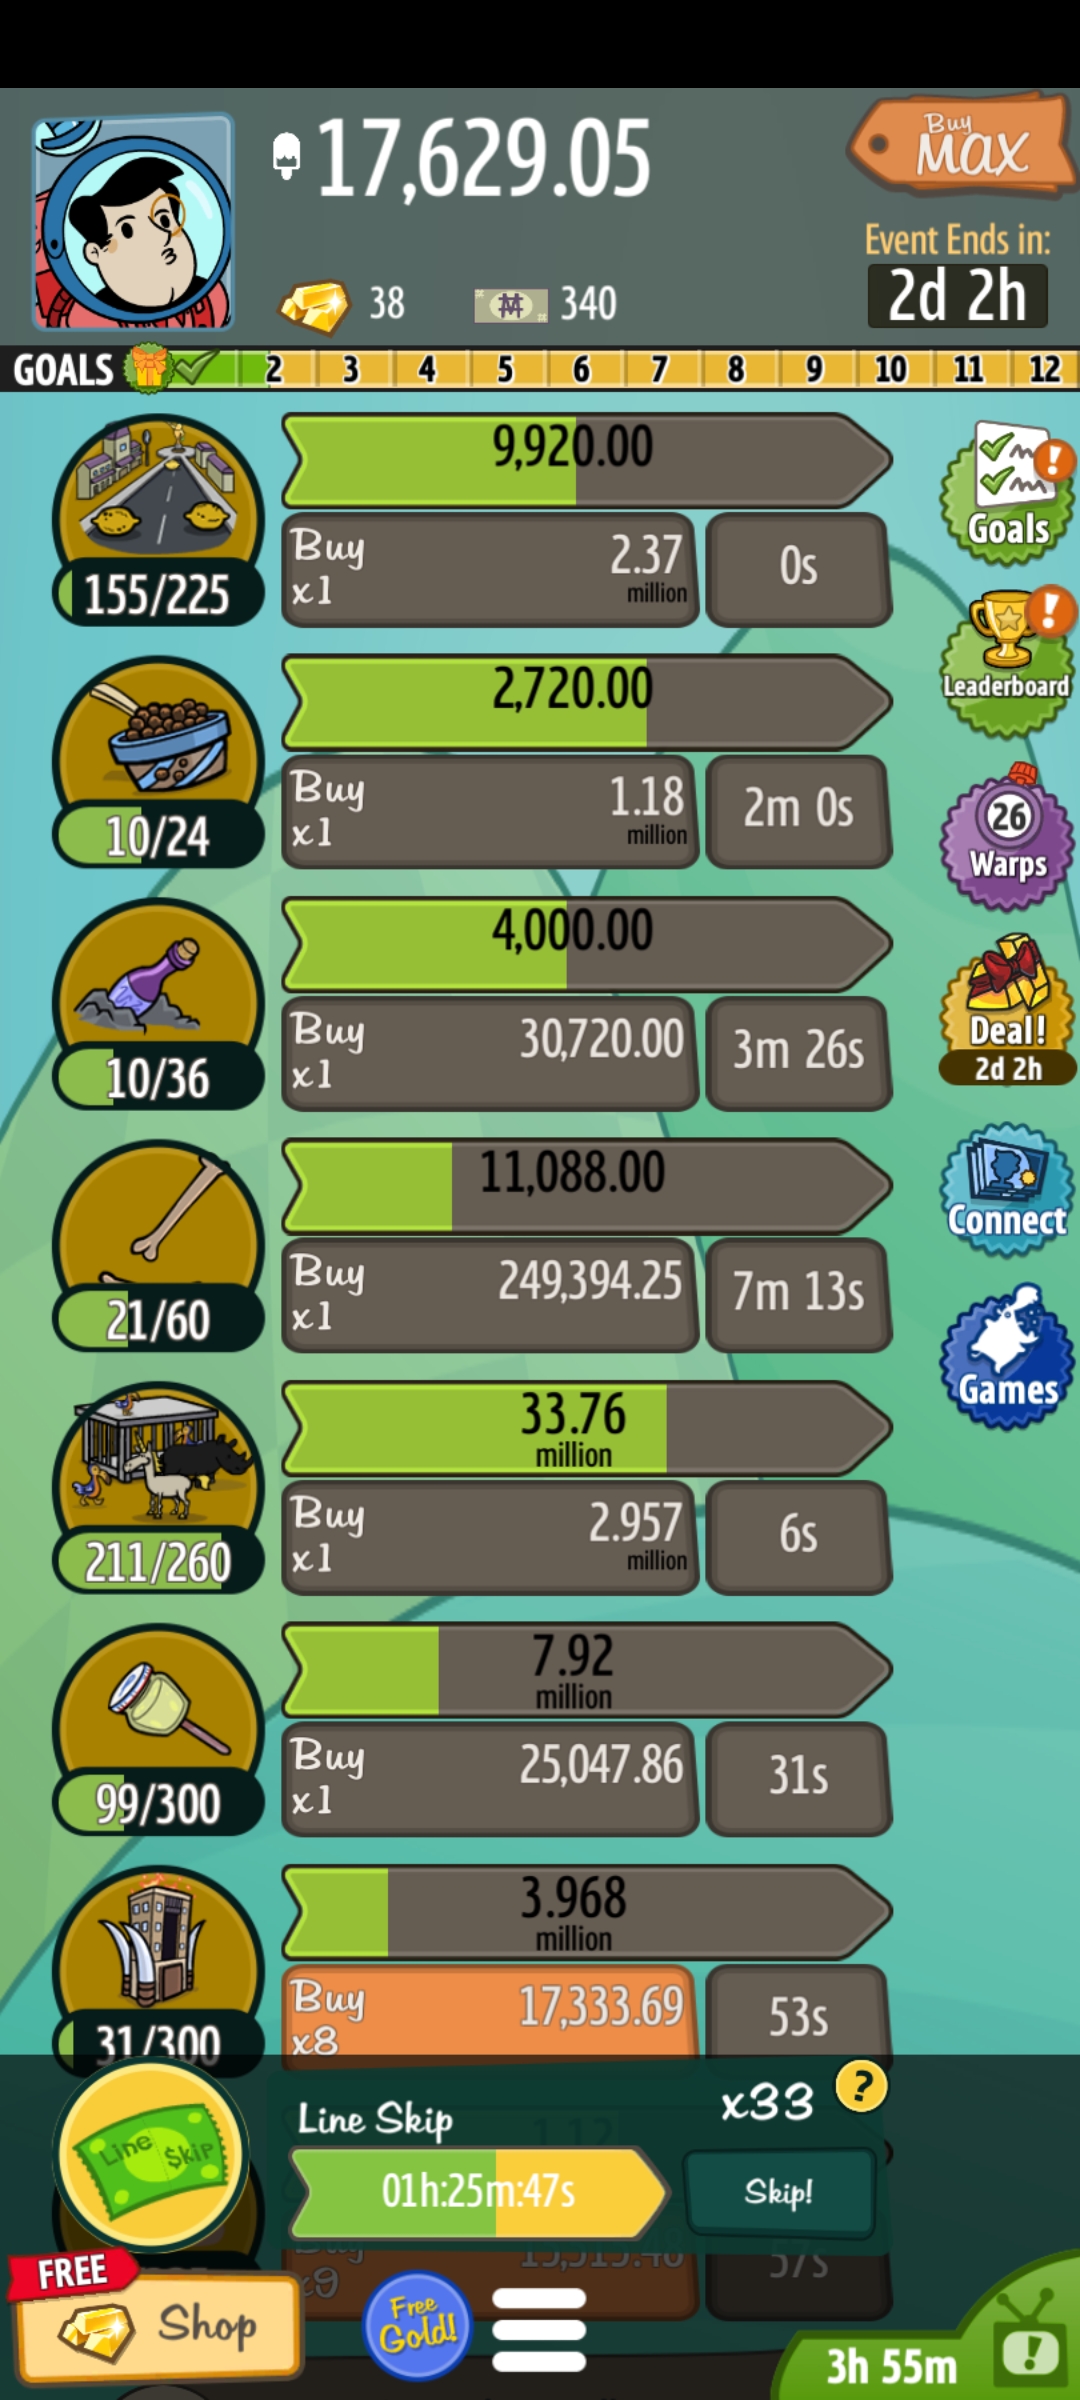 17,629.05
Buy
MAX
Event Ends in:
2d 2h
38
340
GOALS 2 3 4 5 6 7 8 9 10 11 12
9,920.00
Buy
x1
2.37
million
0s
155/225
Goals
2,720.00
Buy
x1
1.18
million
2m 0s
10/24
Leaderboard
26
Warps
4,000.00
Buy
x1
30,720.00
3m 26s
10/36
Deal!
2d 2h
11,088.00
Buy
x1
249,394.25
7m 13s
21/60
Connect
Games
33.76
million
Buy
x1
2.957
million
6s
211/260
7.92
million
Buy
x1
25,047.86
31s
99/300
3.968
million
Buy
x8
17,333.69
53s
31/300
Line Skip
Line Skip
x33
?
1.12
01h:25m:47s
Skip!
Buy
x9
57s
FREE
Shop
Free
Gold!
3h 55m